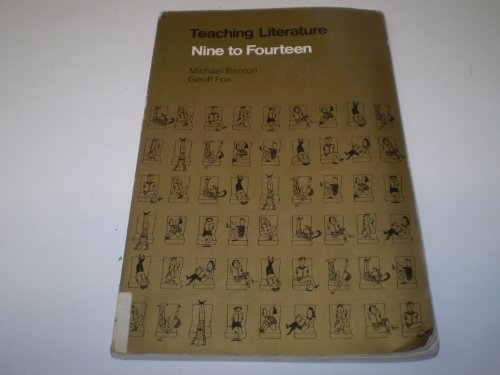 Teaching Literature
Nine to Fourteen
Michael Benton
Geoff Fox